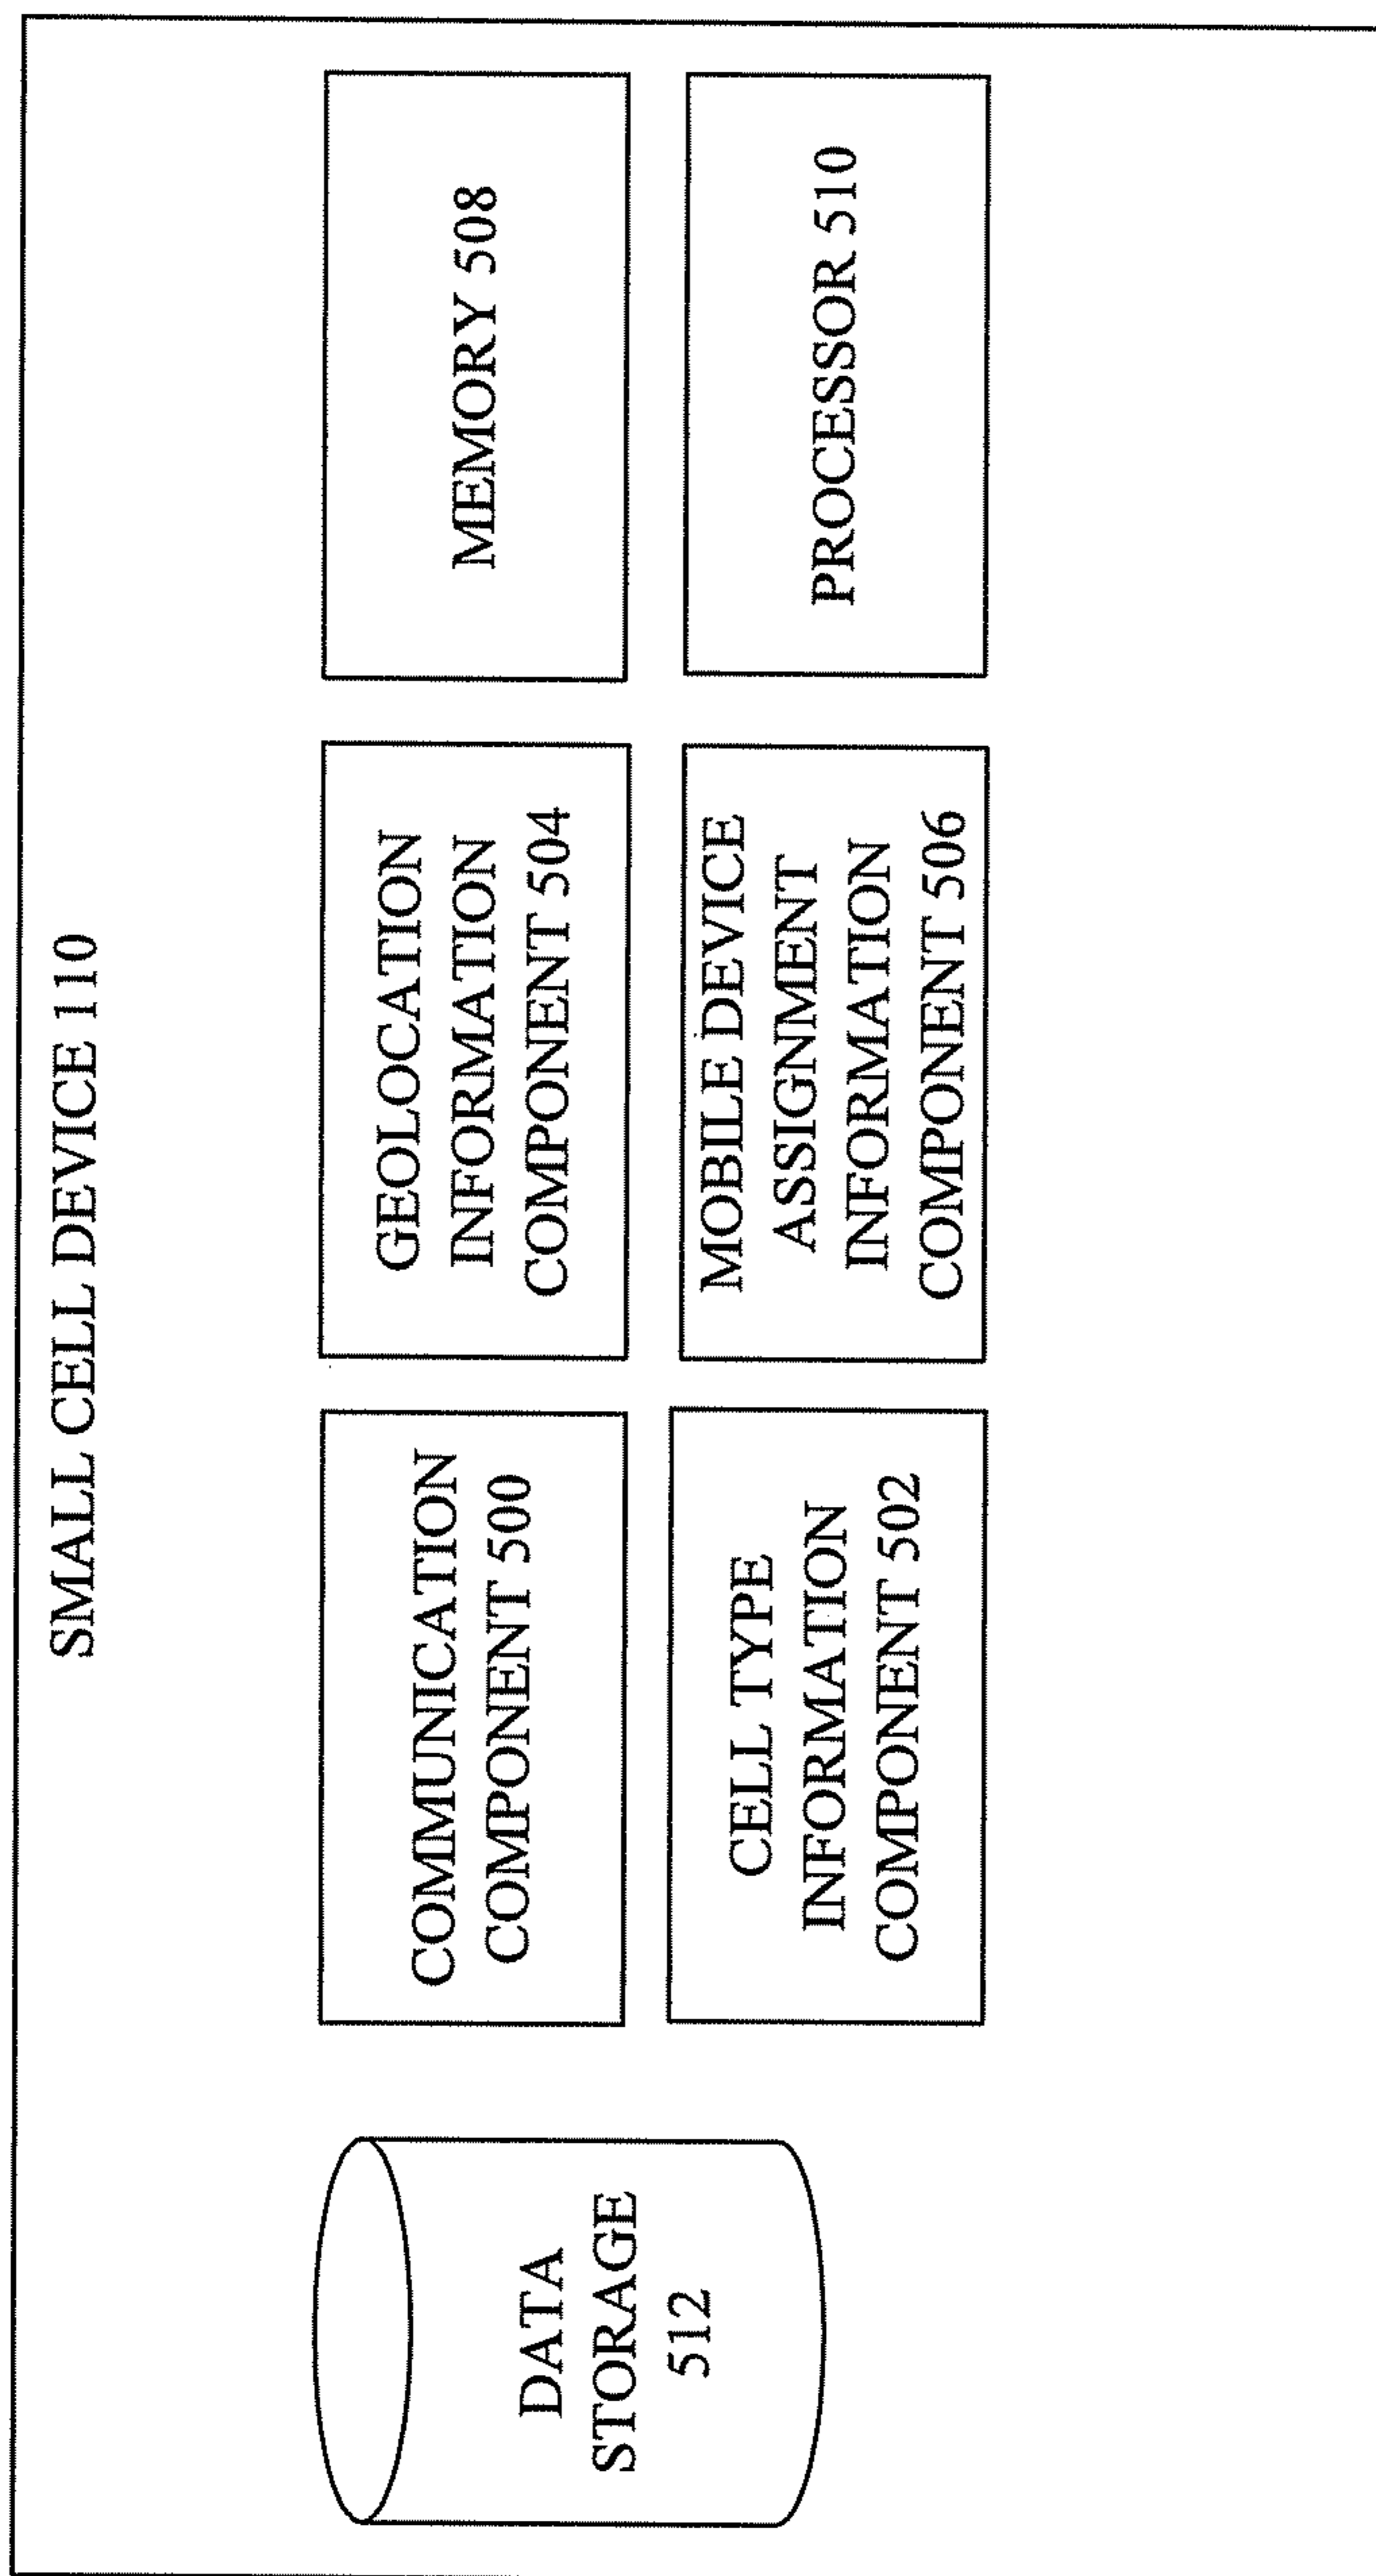 SMALL CELL DEVICE 110
DATA
STORAGE
512
COMMUNICATION
COMPONENT 500
GEOLOCATION
INFORMATION
COMPONENT 504
MEMORY 508
CELL TYPE
INFORMATION
COMPONENT 502
MOBILE DEVICE
ASSIGNMENT
INFORMATION
COMPONENT 506
PROCESSOR 510